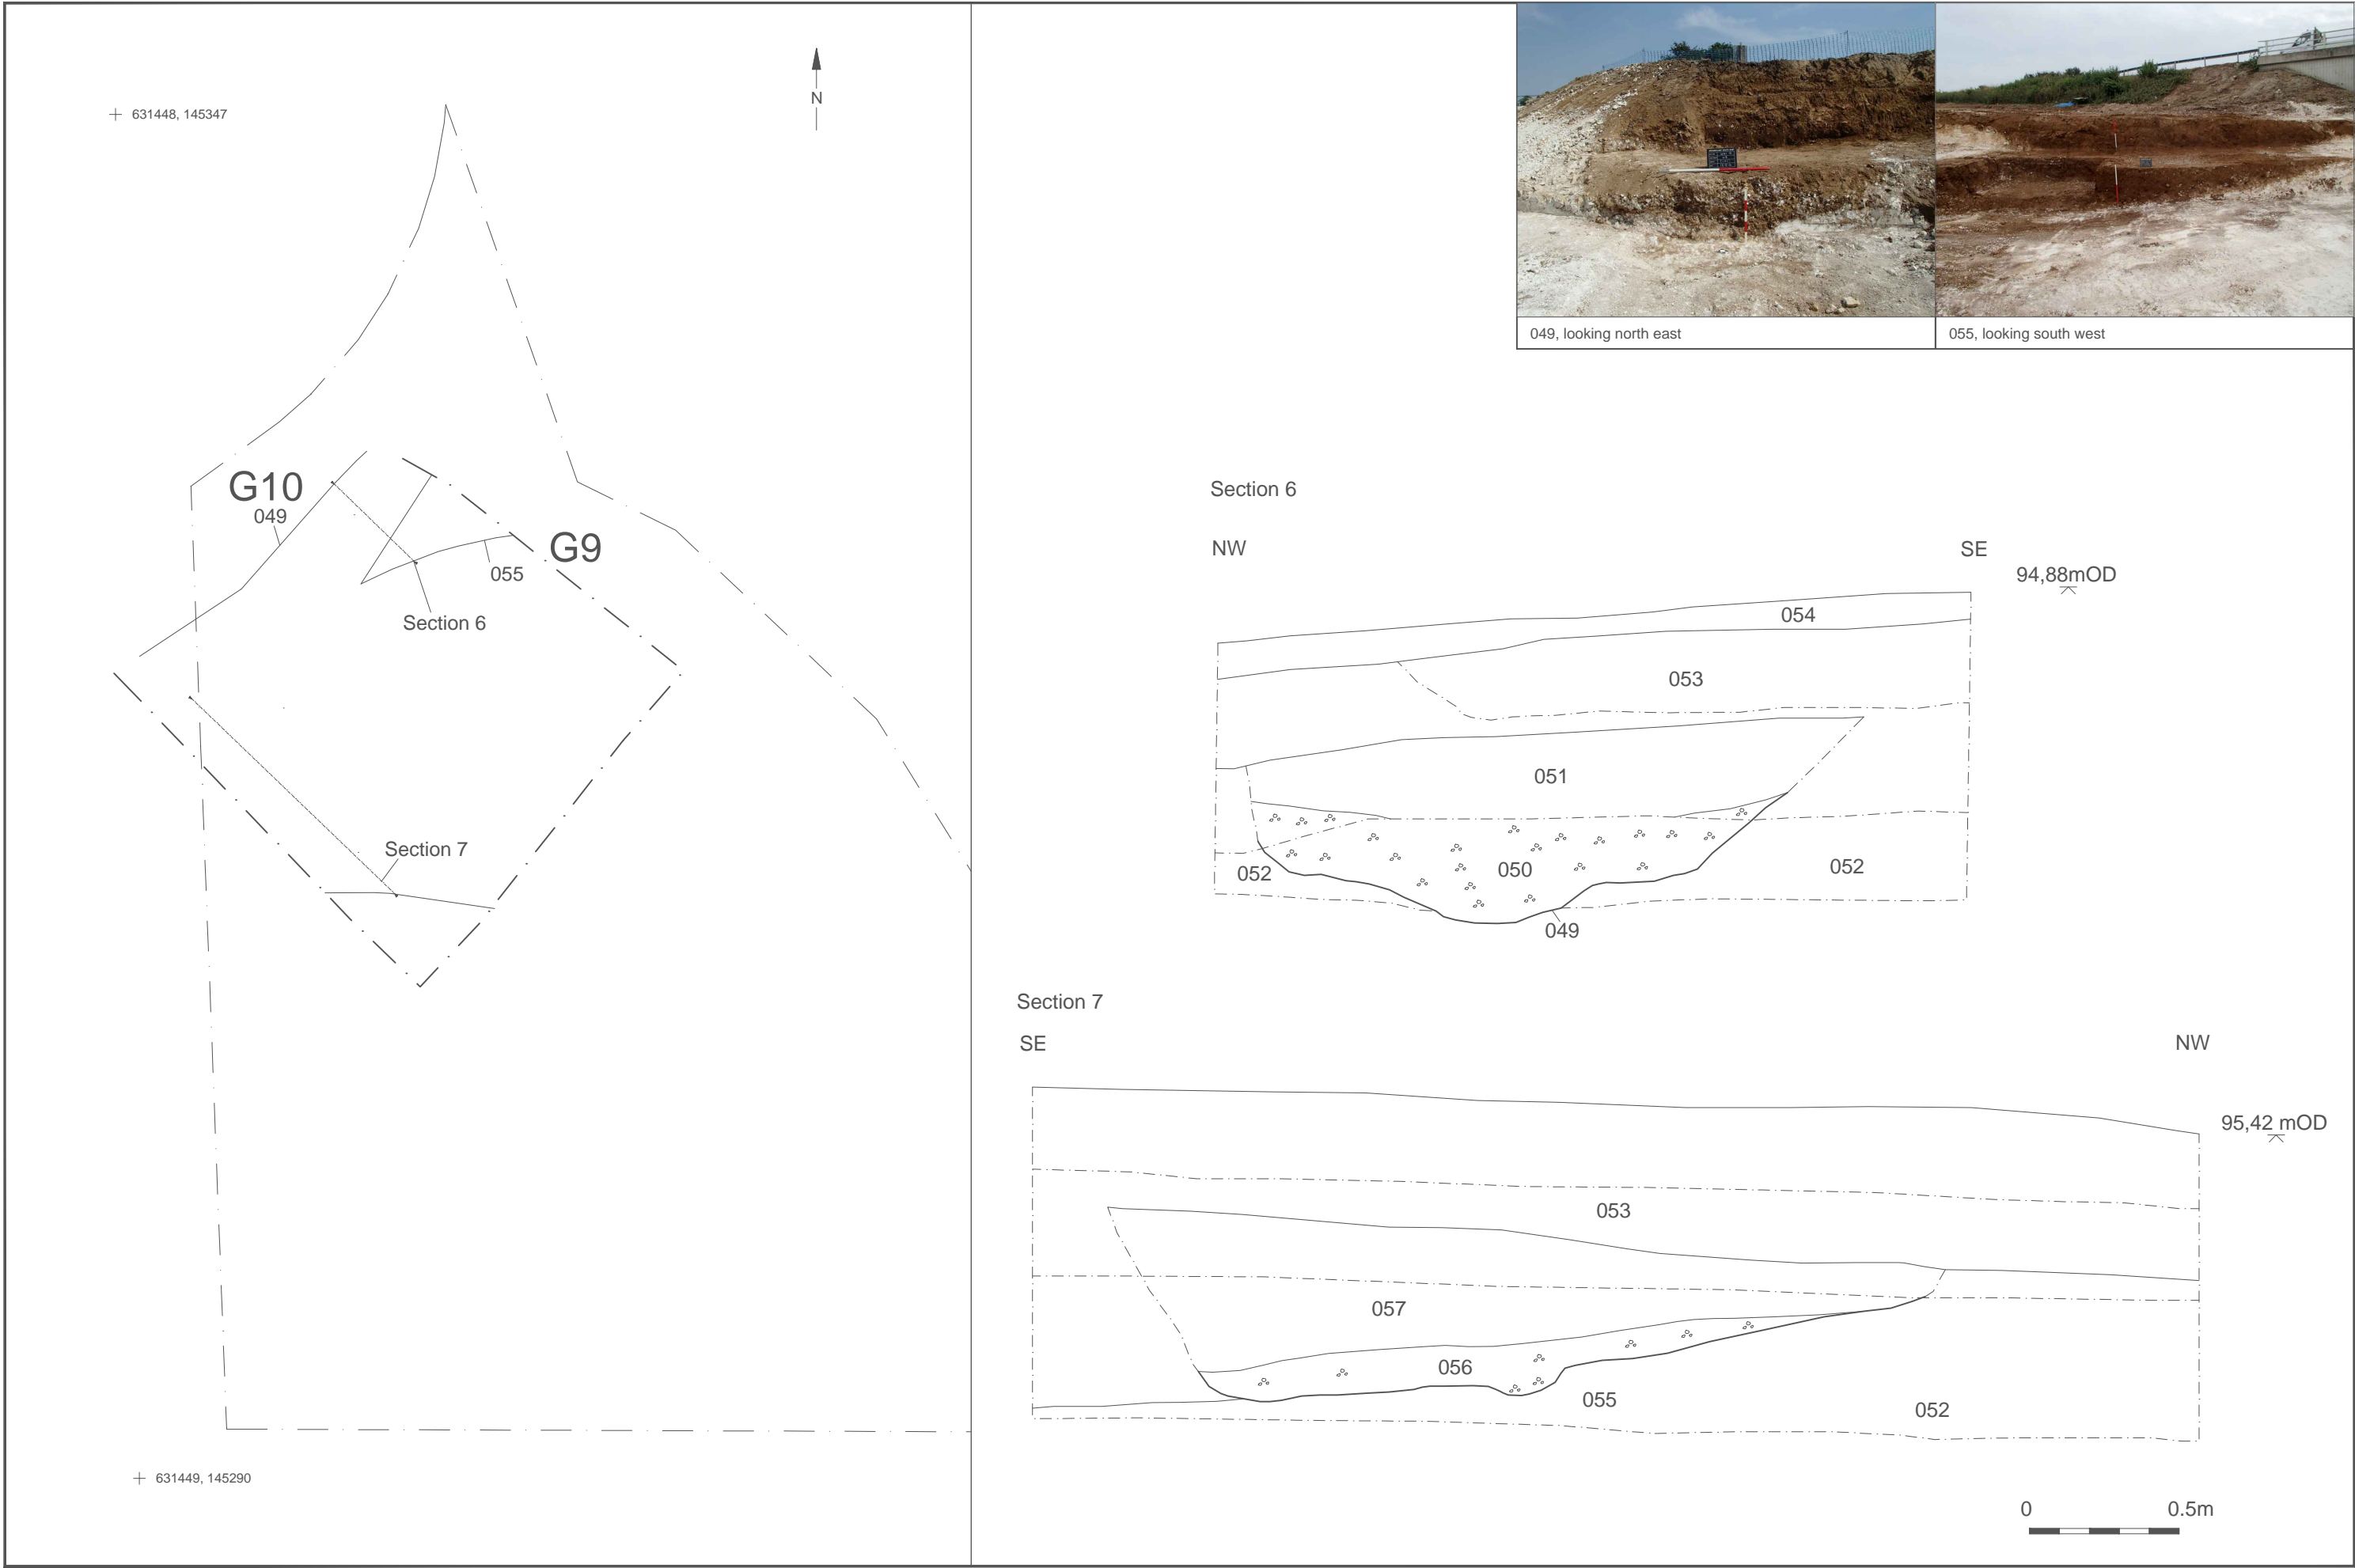 631448, 145347
N
G10
049
G9
055
Section 6
Section 7
631449, 145290
049, looking north east
055, looking south west
Section 6
NW
SE
94,88mOD
054
053
051
052
050
052
049
Section 7
SE
NW
95,42 mOD
053
057
056
055
052
0 0.5m